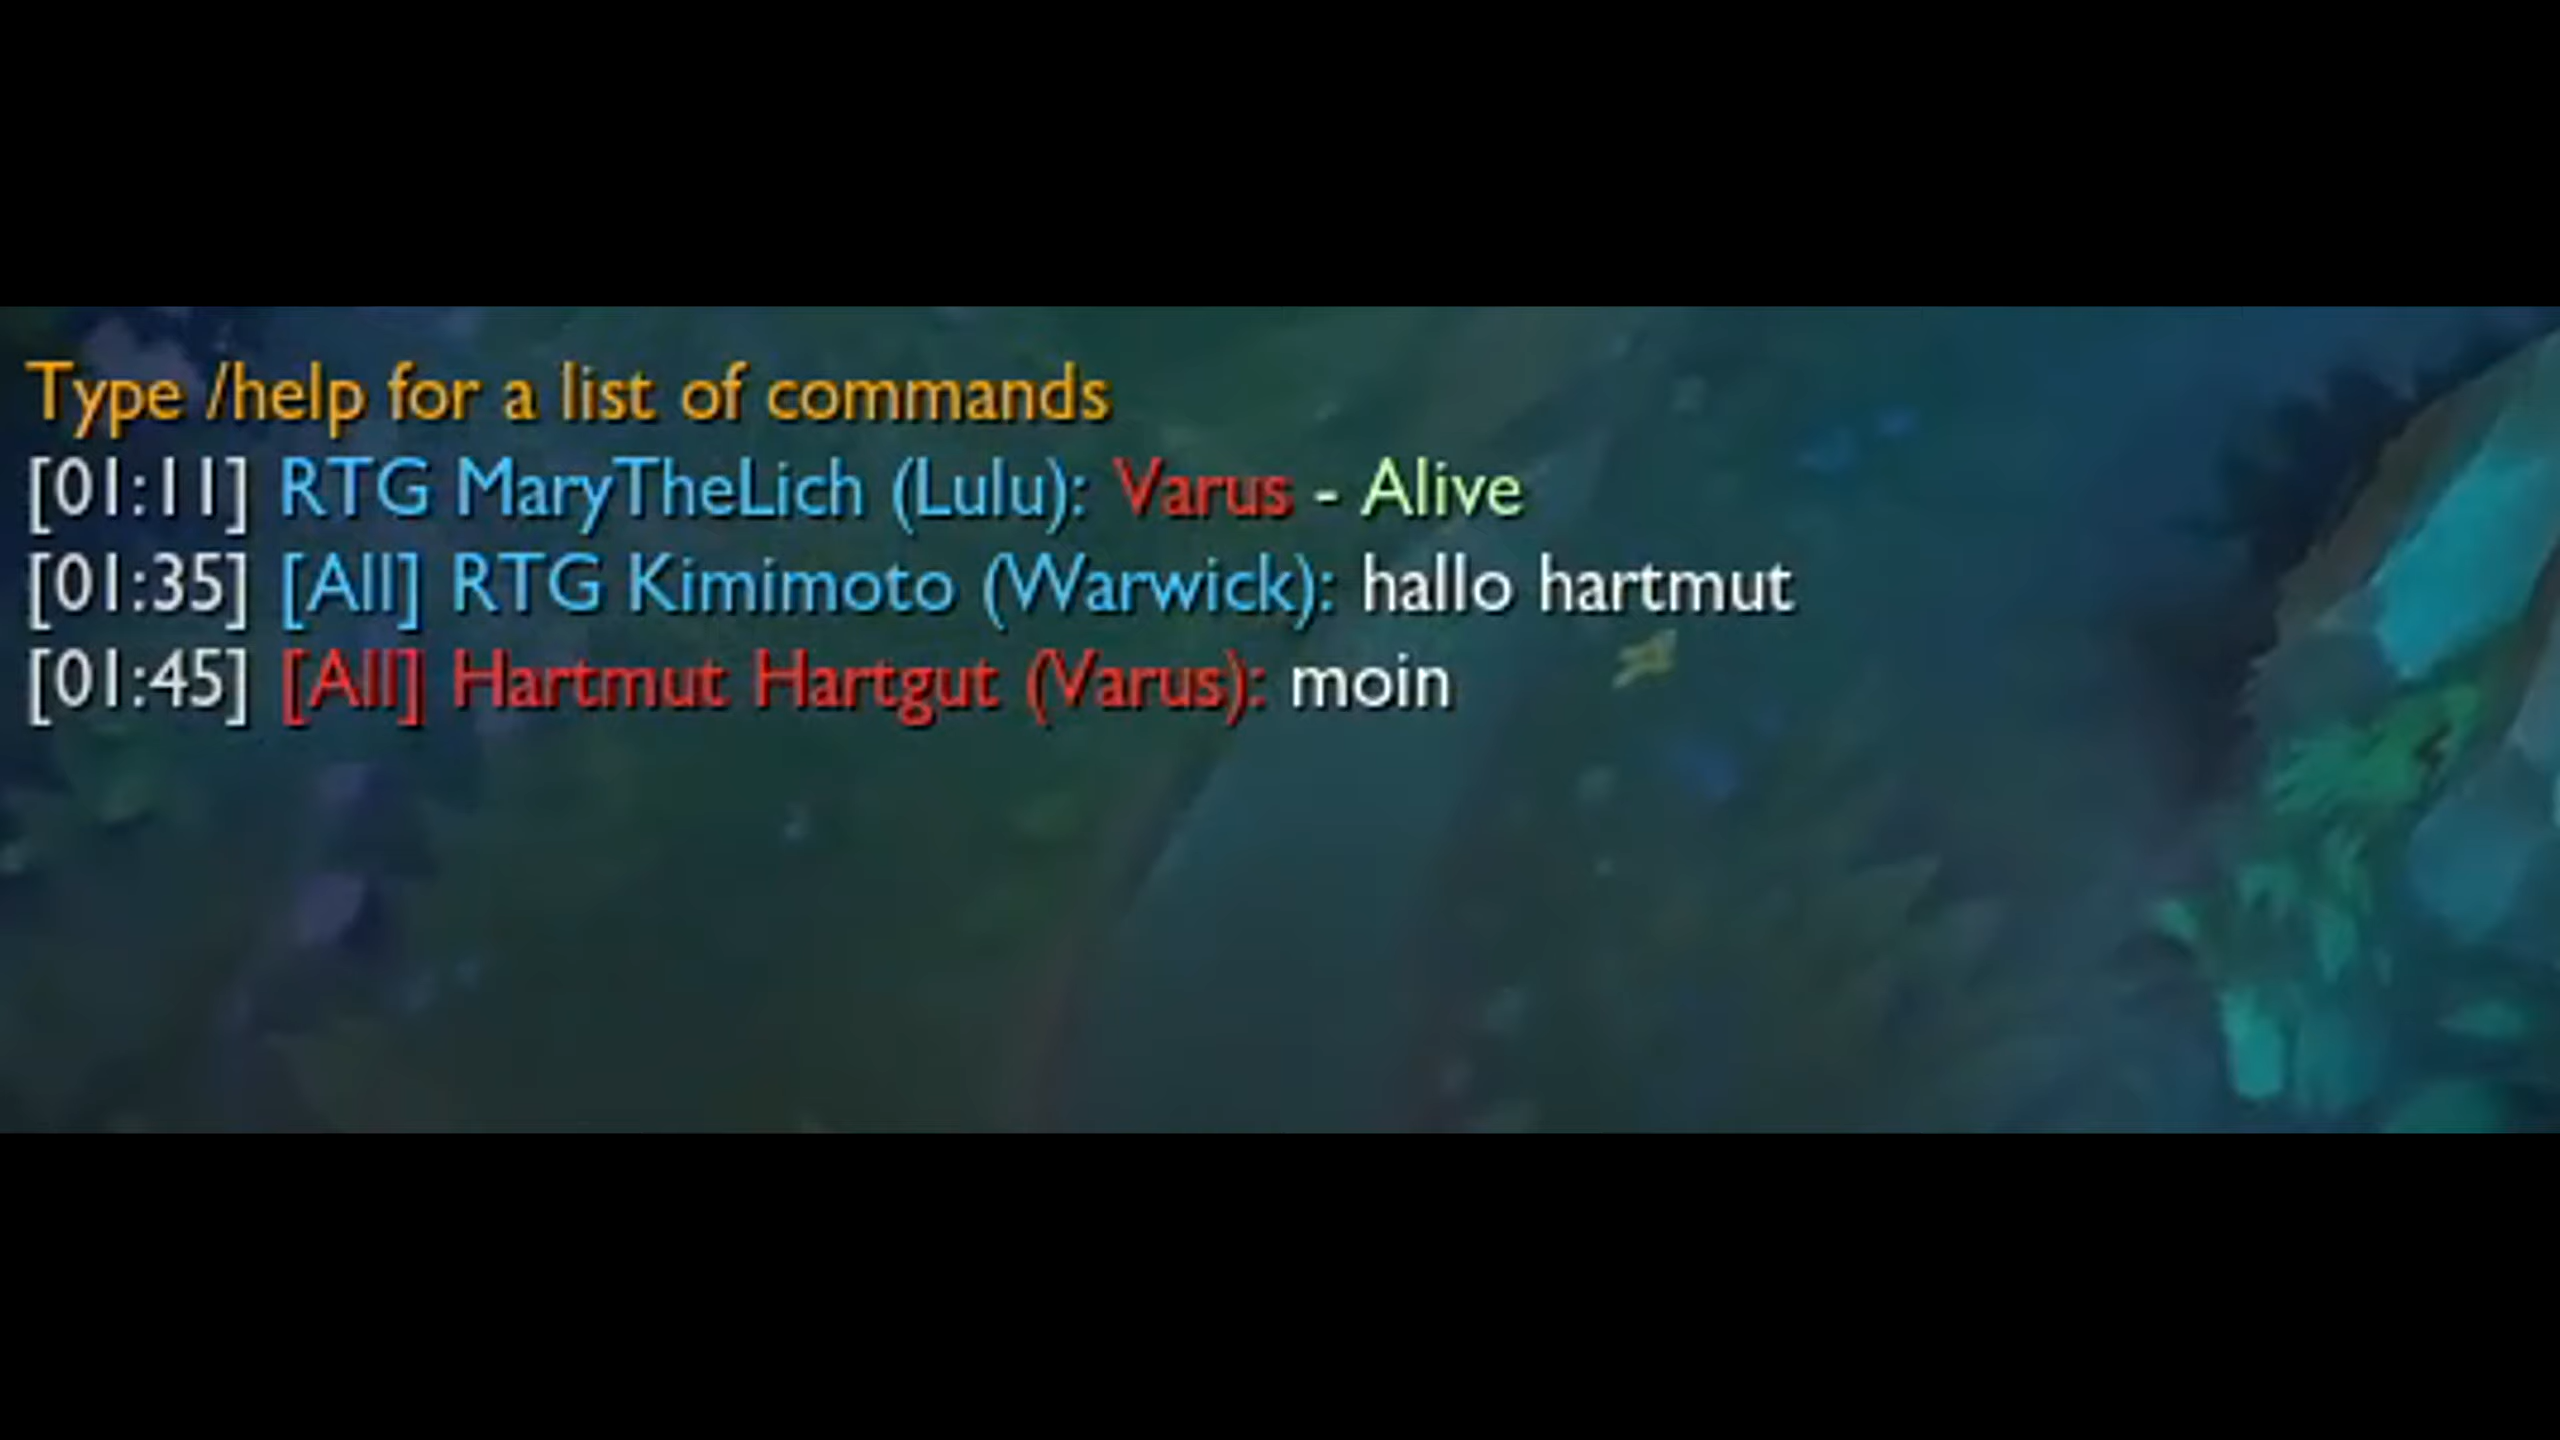 Type /help for a list of commands
[01:11] RTG MaryTheLich (Lulu): Varus - Alive
[01:35] [All] RTG Kimimoto (Warwick): hallo hartmut
[01:45] [All] Hartmut Hartgut (Varus): moin